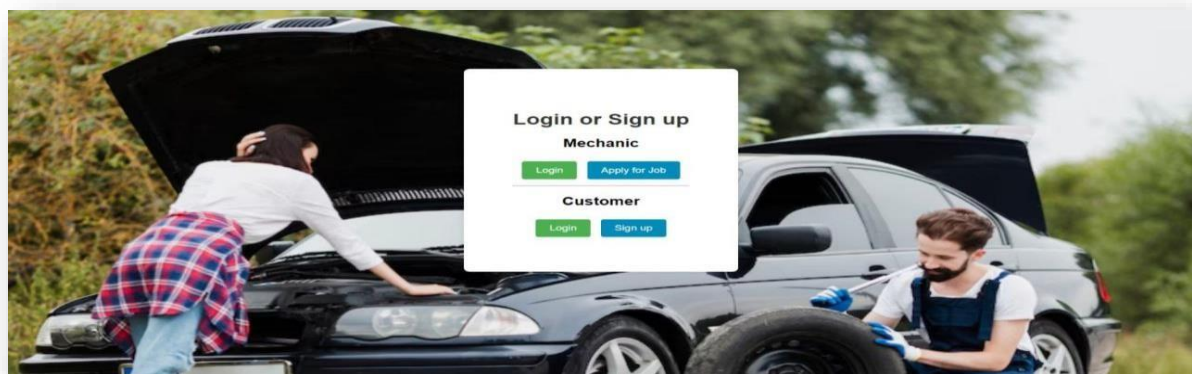 Login or Sign up
Mechanic
Login Apply for Job
Customer
Login Sign up